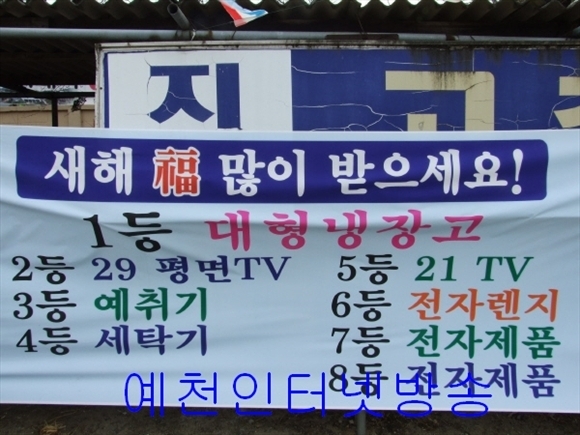 진 고
새해 福 많이 받으세요!
1등 대형냉장고
2등 29 평면TV
3등 예취기
4등 세탁기
5등 21 TV
6등 전자렌지
7등 전자제품
8등 전자제품
예천인터넷방송